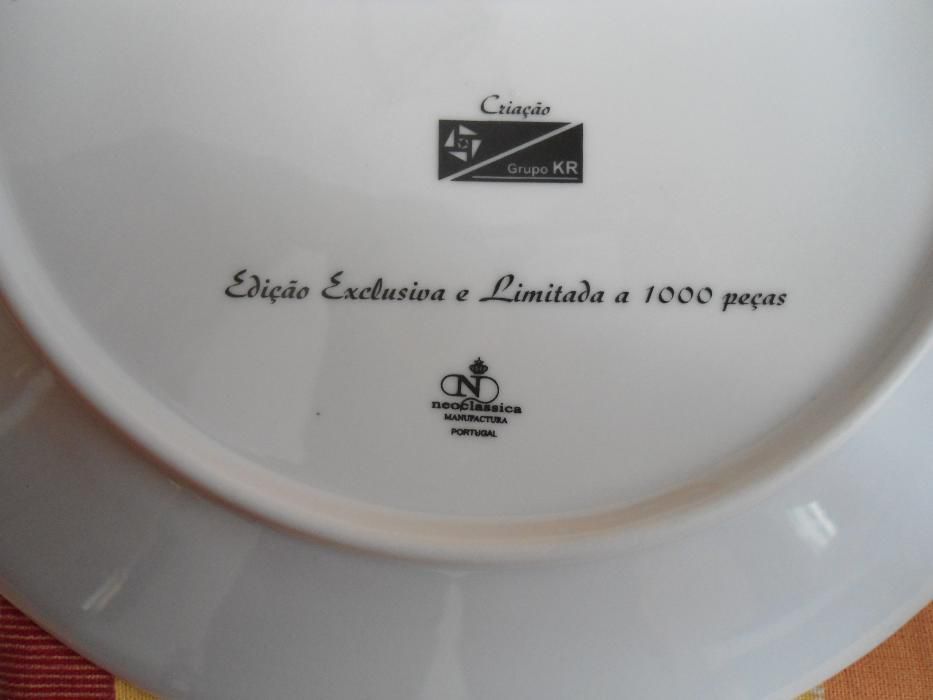 Criação
Grupo KR
Edição Exclusiva e Limitada a 1000 peças
N
neoclassica
MANUFACTURA
PORTUGAL